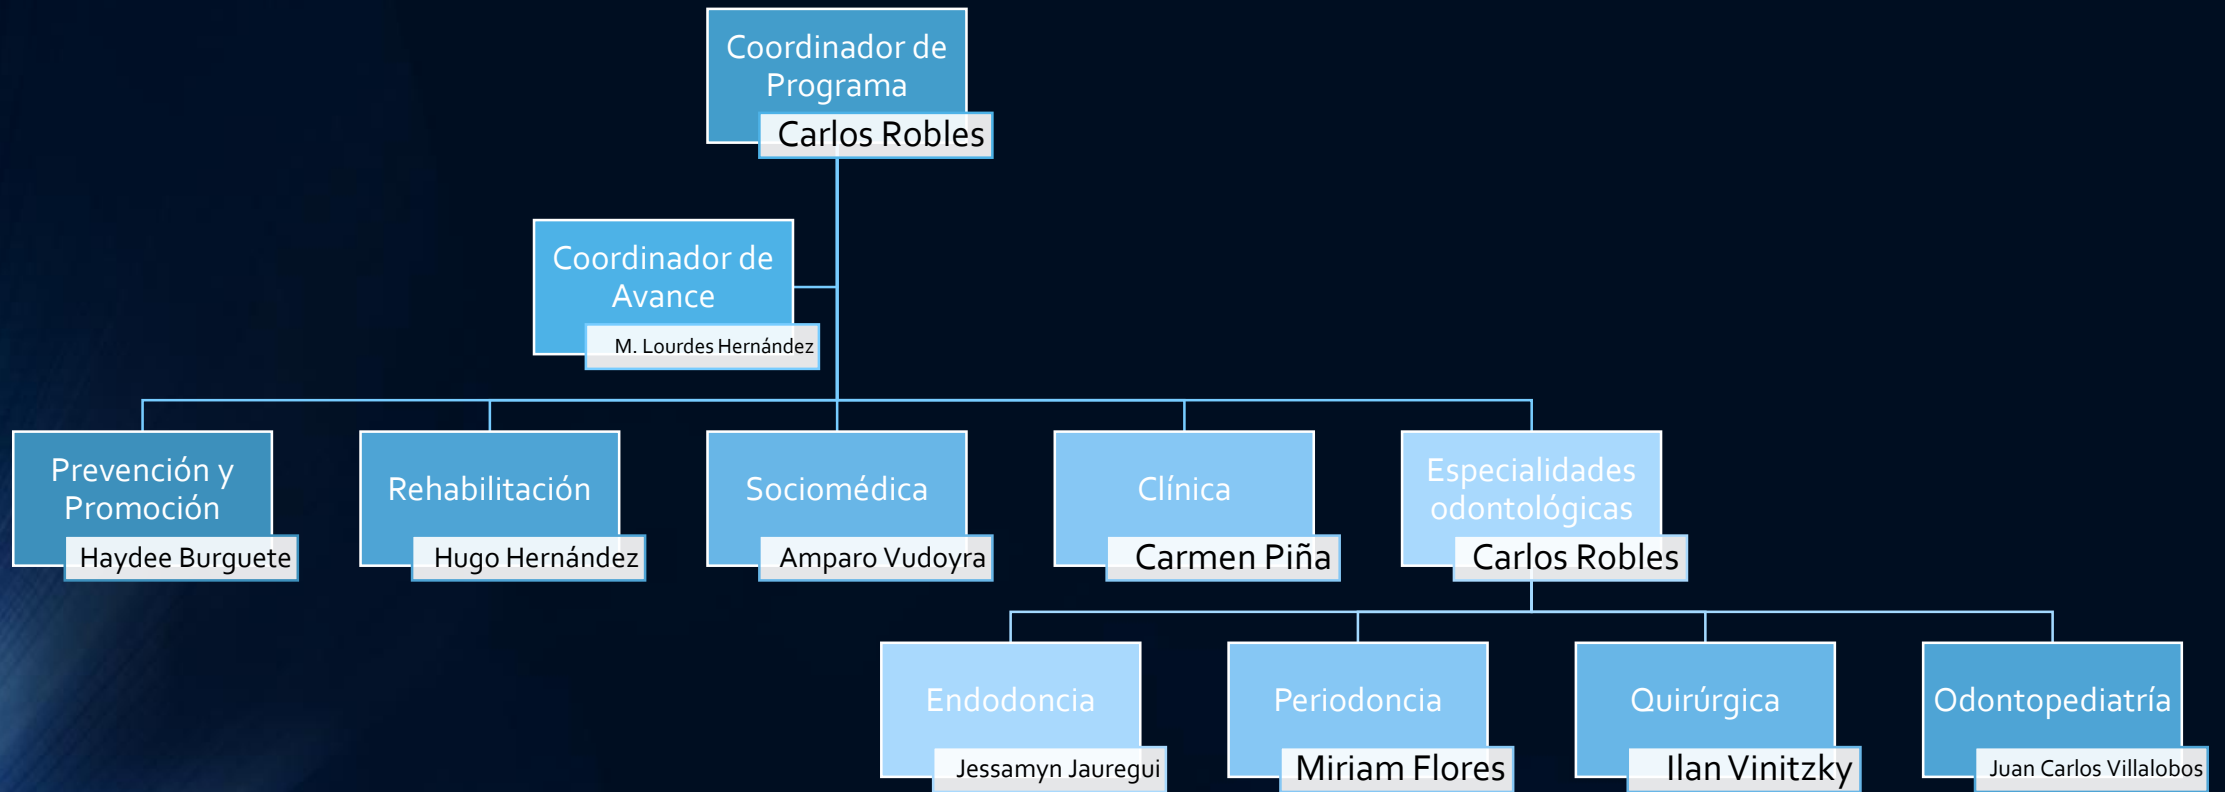 Coordinador de
Programa
Carlos Robles
Coordinador de
Avance
M. Lourdes Hernández
Prevención y
Promoción
Haydee Burguete
Rehabilitación
Hugo Hernández
Sociomédica
Amparo Vudoyra
Clínica
Carmen Piña
Especialidades
odontológicas
Carlos Robles
Endodoncia
Jessamyn Jauregui
Periodoncia
Miriam Flores
Quirúrgica
Ilan Vinitzky
Odontopediatría
Juan Carlos Villalobos